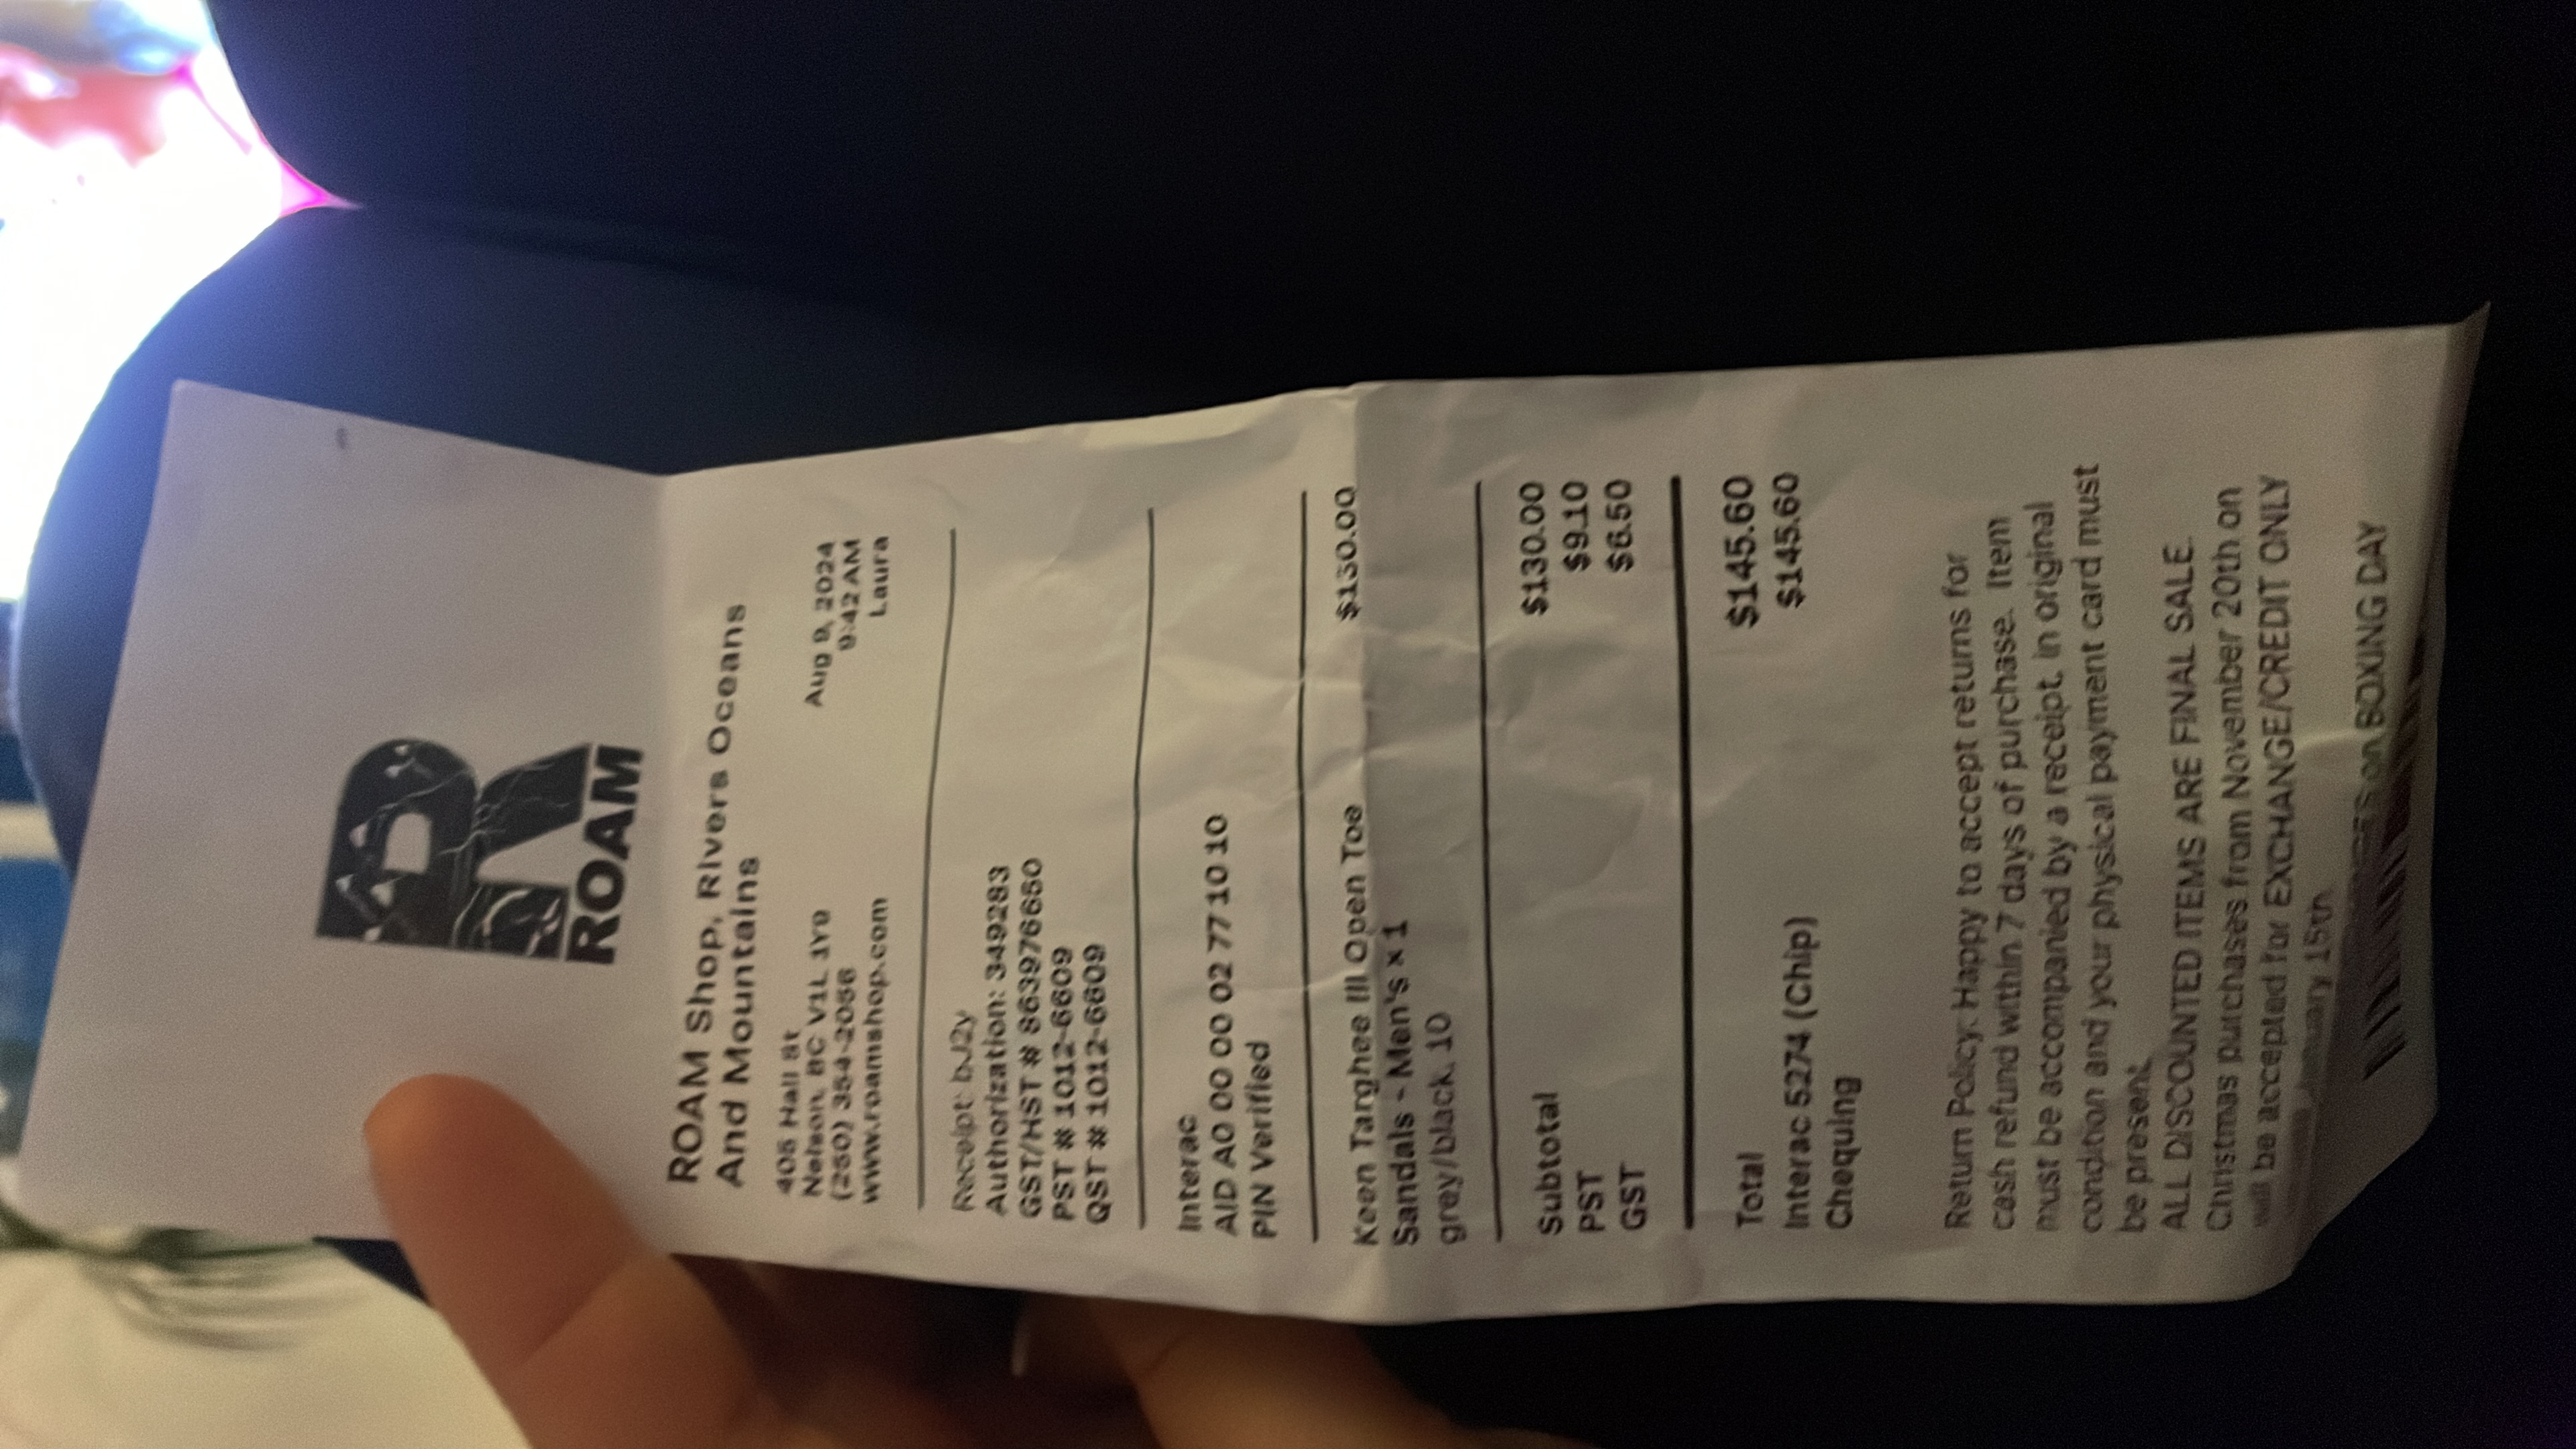 ROAM
ROAM Shop, Rivers Oceans
And Mountains
405 Hall St
Nelson, BC V1L 1Y9
(250) 354-2056
www.roamshop.com
Aug 9, 2024
9:42 AM
Laura
Receipt: bJ2y
Authorization: 349283
GST/HST # 863976650
PST # 1012-6609
QST # 1012-6609
Interac
AID A0 00 00 02 77 10 10
PIN Verified
Keen Targhee III Open Toe $130.00
Sandals - Men's × 1
grey/black, 10
Subtotal $130.00
PST $9.10
GST $6.50
Total $145.60
Interac 5274 (Chip) $145.60
Chequing
Return Policy: Happy to accept returns for
cash refund within 7 days of purchase. Item
must be accompanied by a receipt, in original
condition and your physical payment card must
be present.
ALL DISCOUNTED ITEMS ARE FINAL SALE.
Christmas purchases from November 20th on
will be accepted for EXCHANGE/CREDIT ONLY
January 15th
on BOXING DAY